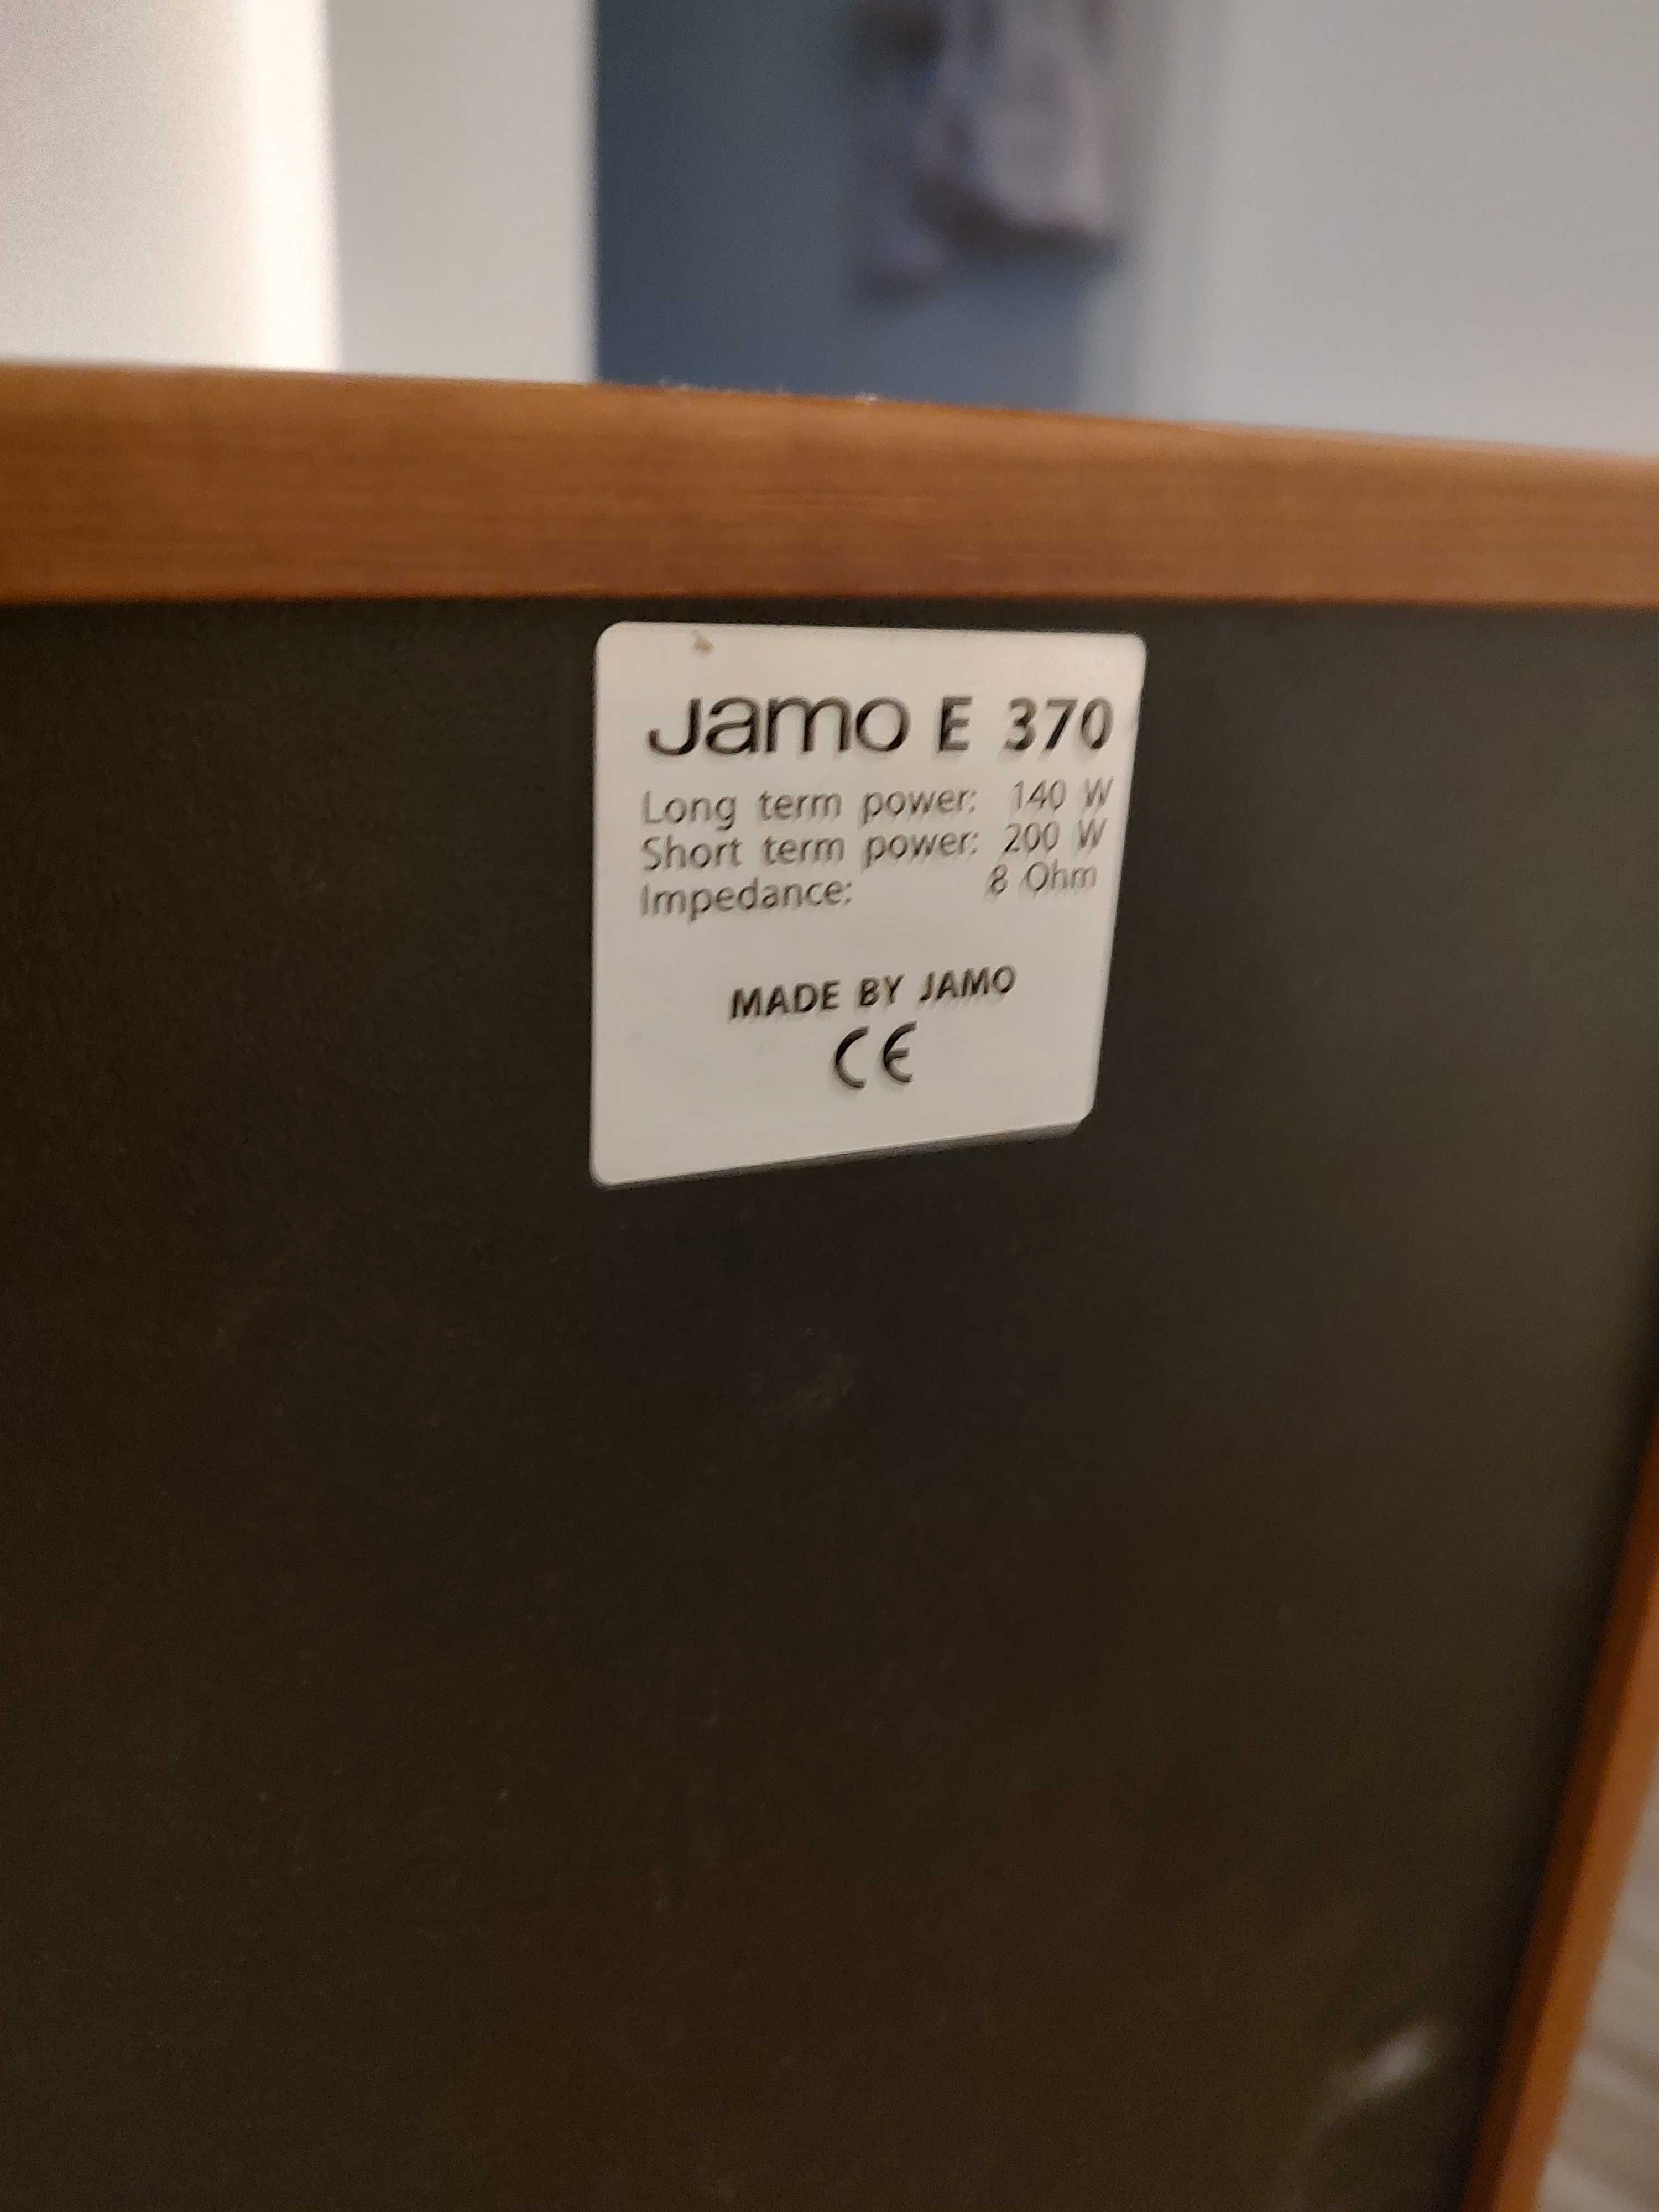 Jamo E 370
Long term power: 140 W
Short term power: 200 W
Impedance: 8 Ohm
MADE BY JAMO
CE